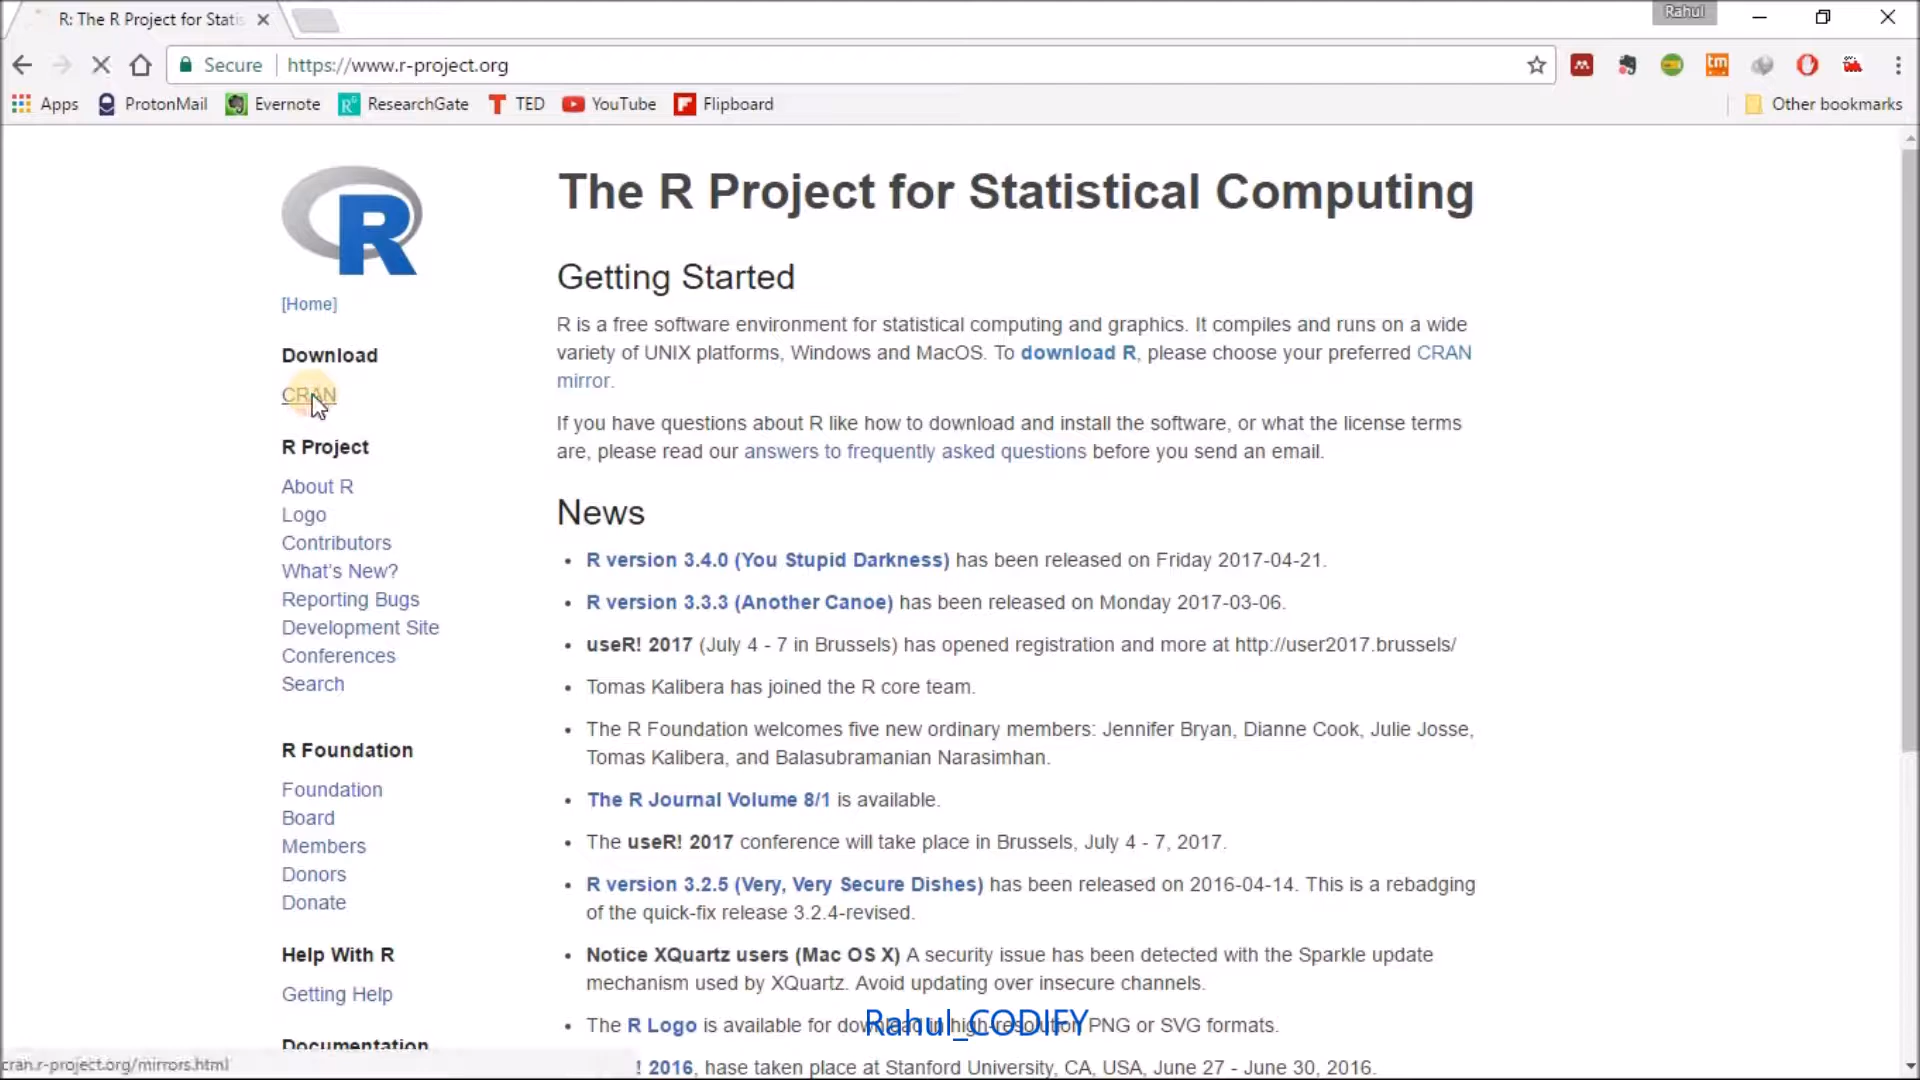 R: The R Project for Statis
Rahul
Secure https://www.r-project.org
tm
Apps ProtonMail Evernote ResearchGate TED YouTube Flipboard Other bookmarks
R
[Home]
Download
CRAN
R Project
About R
Logo
Contributors
What's New?
Reporting Bugs
Development Site
Conferences
Search
R Foundation
Foundation
Board
Members
Donors
Donate
Help With R
Getting Help
Documentation
The R Project for Statistical Computing
Getting Started
R is a free software environment for statistical computing and graphics. It compiles and runs on a wide
variety of UNIX platforms, Windows and MacOS. To download R, please choose your preferred CRAN
mirror.
If you have questions about R like how to download and install the software, or what the license terms
are, please read our answers to frequently asked questions before you send an email.
News
• R version 3.4.0 (You Stupid Darkness) has been released on Friday 2017-04-21.
• R version 3.3.3 (Another Canoe) has been released on Monday 2017-03-06.
• useR! 2017 (July 4 - 7 in Brussels) has opened registration and more at http://user2017.brussels/
• Tomas Kalibera has joined the R core team.
• The R Foundation welcomes five new ordinary members: Jennifer Bryan, Dianne Cook, Julie Josse,
Tomas Kalibera, and Balasubramanian Narasimhan.
• The R Journal Volume 8/1 is available.
• The useR! 2017 conference will take place in Brussels, July 4 - 7, 2017.
• R version 3.2.5 (Very, Very Secure Dishes) has been released on 2016-04-14. This is a rebadging
of the quick-fix release 3.2.4-revised.
• Notice XQuartz users (Mac OS X) A security issue has been detected with the Sparkle update
mechanism used by XQuartz. Avoid updating over insecure channels.
• The R Logo is available for download in high-resolution PNG or SVG formats.
! 2016, hase taken place at Stanford University, CA, USA, June 27 - June 30, 2016.
Rahul_CODIFY
cran.r-project.org/mirrors.html